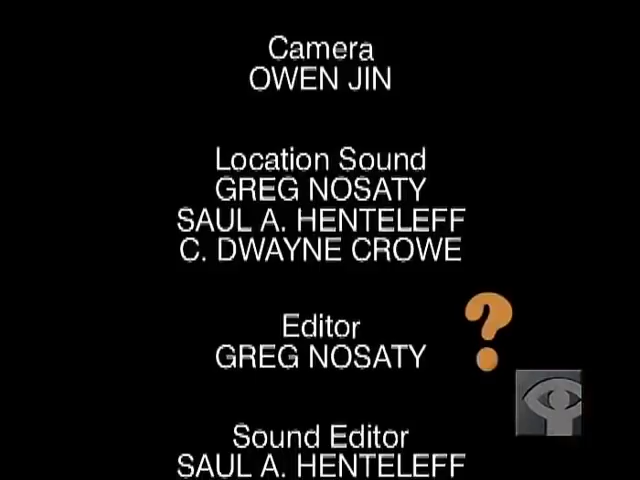 Camera
OWEN JIN
Location Sound
GREG NOSATY
SAUL A. HENTELEFF
C. DWAYNE CROWE
Editor
GREG NOSATY
?
Sound Editor
SAUL A. HENTELEFF